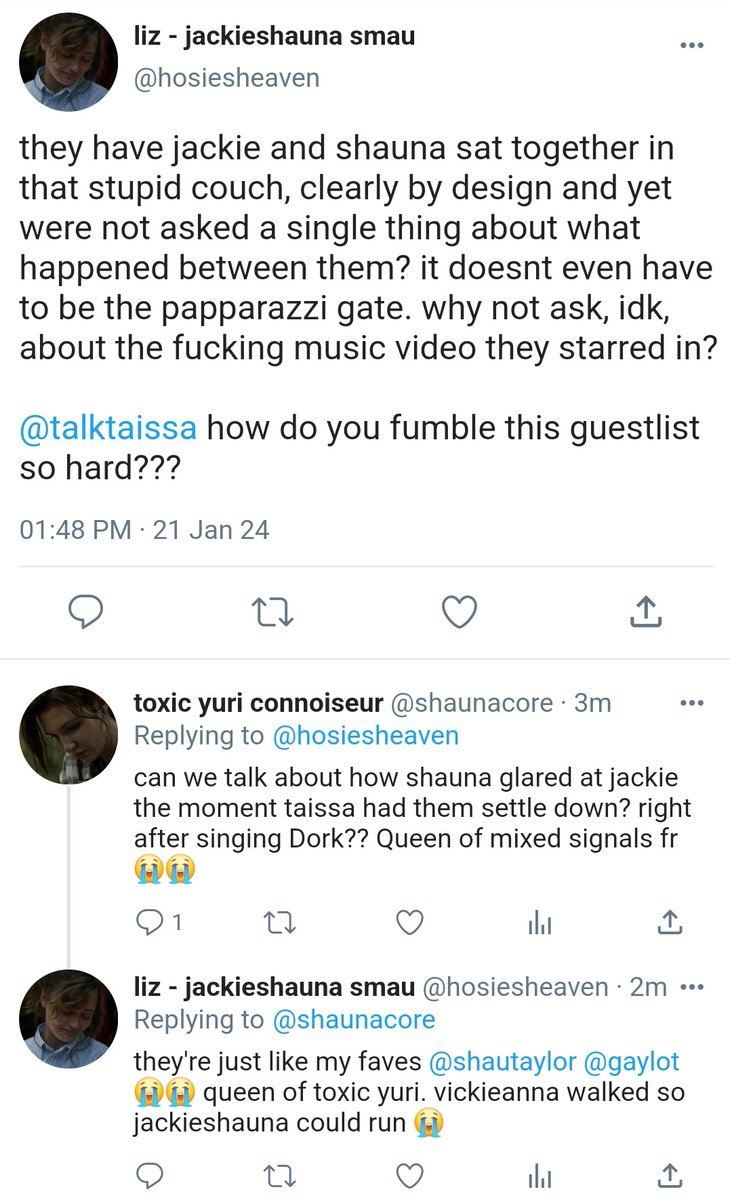 liz - jackieshauna smau
@hosiesheaven
they have jackie and shauna sat together in
that stupid couch, clearly by design and yet
were not asked a single thing about what
happened between them? it doesnt even have
to be the papparazzi gate. why not ask, idk,
about the fucking music video they starred in?
@talktaissa how do you fumble this guestlist
so hard???
01:48 PM · 21 Jan 24
toxic yuri connoiseur @shaunacore · 3m
Replying to @hosiesheaven
can we talk about how shauna glared at jackie
the moment taissa had them settle down? right
after singing Dork?? Queen of mixed signals fr
😭😭
1
liz - jackieshauna smau @hosiesheaven · 2m
Replying to @shaunacore
they're just like my faves @shautaylor @gaylot
😭😭 queen of toxic yuri. vickieanna walked so
jackieshauna could run 😭